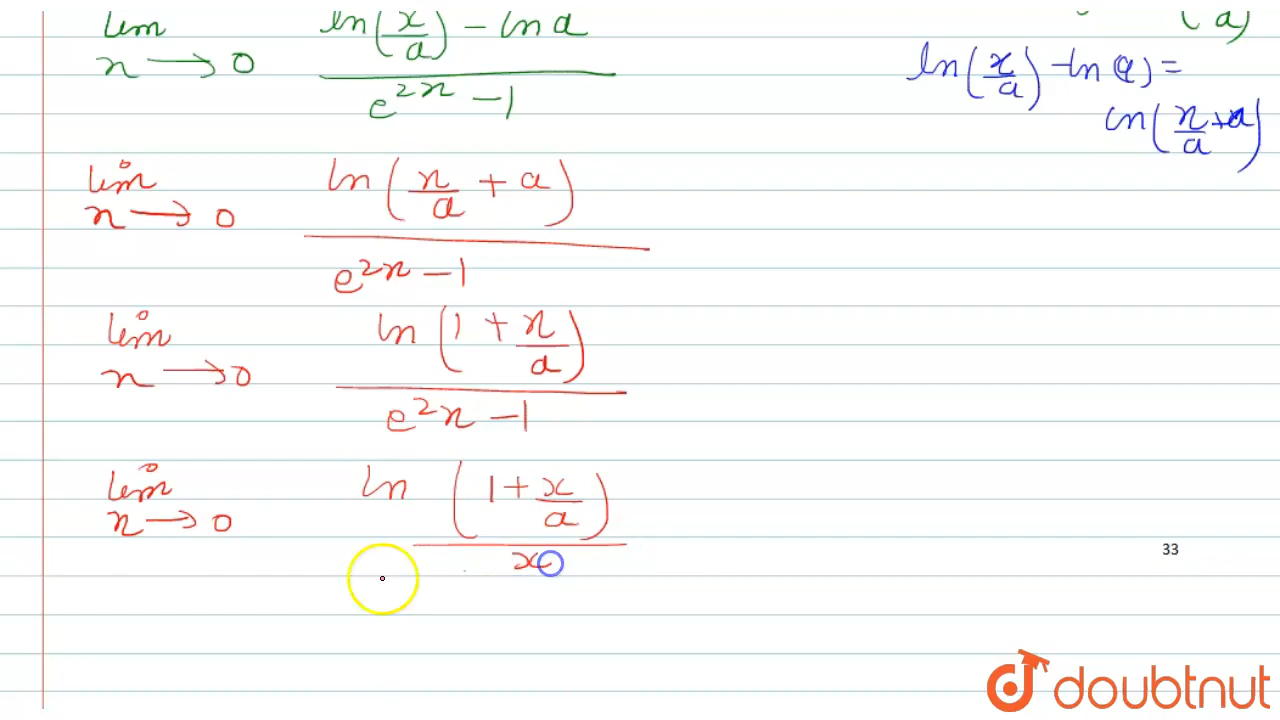 lim x → 0 ln(x/a) - ln a / e^2x - 1
(a)
ln(x/a) - ln(a) =
ln(x/a + a)
lim x → 0 ln(x/a + a) / e^2x - 1
lim x → 0 ln(1 + x/a) / e^2x - 1
lim x → 0 ln(1 + x/a) / x
33
doubtnut